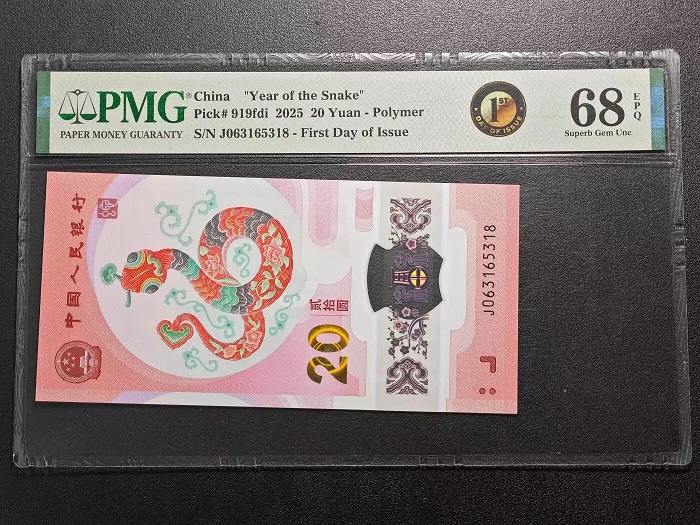 PMG®
PAPER MONEY GUARANTY
China "Year of the Snake"
Pick# 919fdi 2025 20 Yuan - Polymer
S/N J063165318 - First Day of Issue
1ST
DAY OF ISSUE
68 EPQ
Superb Gem Unc
中国人民银行
贰拾圆
20
J063165318